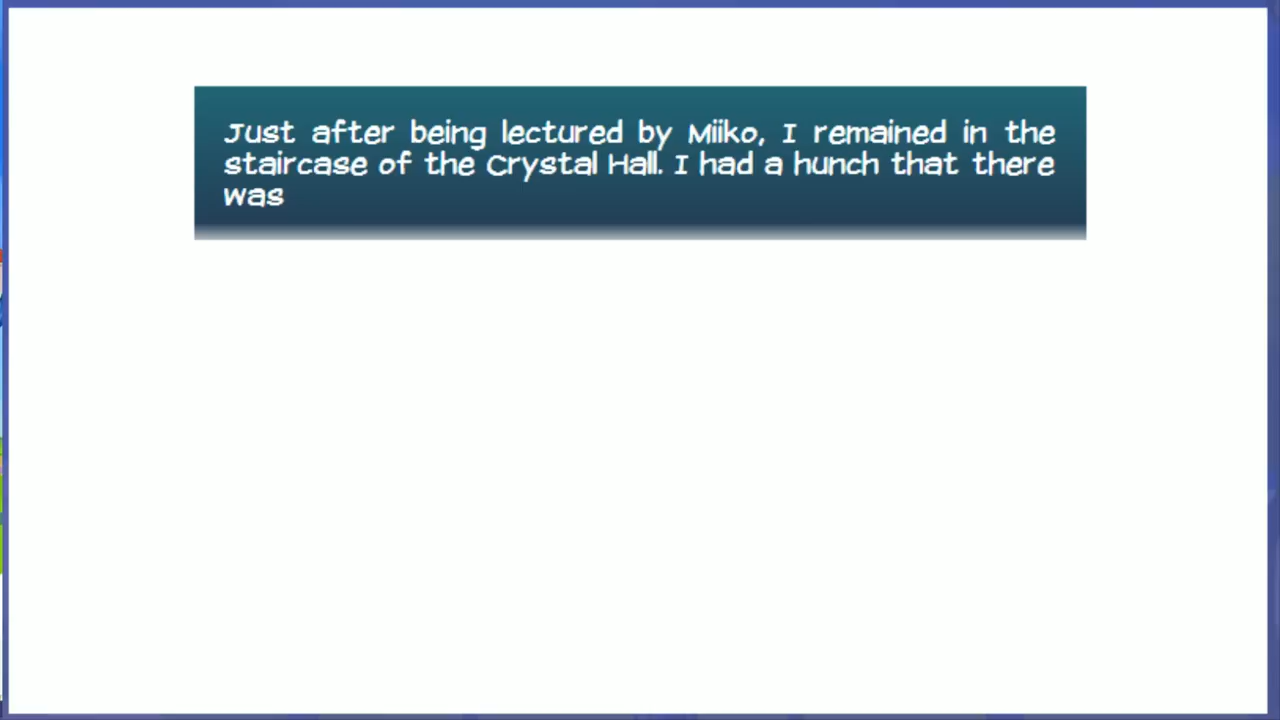 Just after being lectured by Miiko, I remained in the
staircase of the Crystal Hall. I had a hunch that there
was